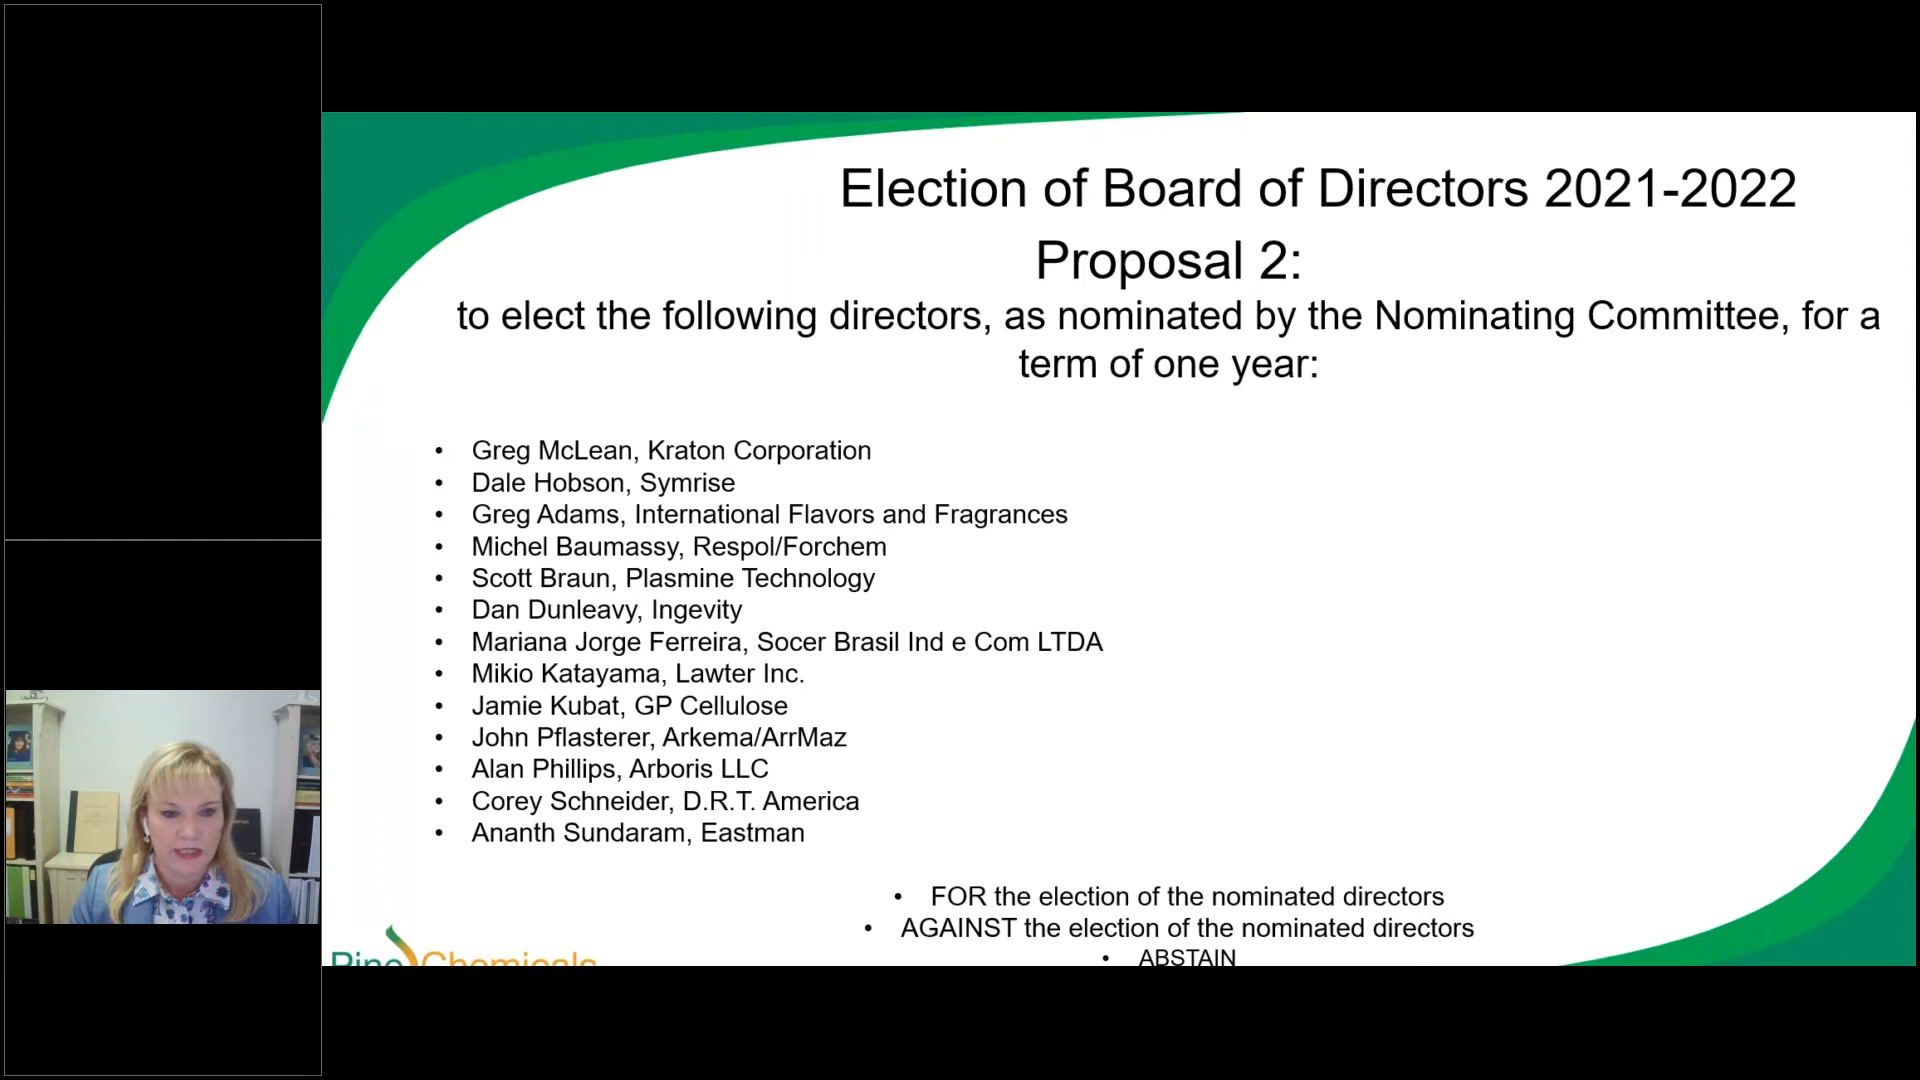 Election of Board of Directors 2021-2022
Proposal 2:
to elect the following directors, as nominated by the Nominating Committee, for a
term of one year:
• Greg McLean, Kraton Corporation
• Dale Hobson, Symrise
• Greg Adams, International Flavors and Fragrances
• Michel Baumassy, Respol/Forchem
• Scott Braun, Plasmine Technology
• Dan Dunleavy, Ingevity
• Mariana Jorge Ferreira, Socer Brasil Ind e Com LTDA
• Mikio Katayama, Lawter Inc.
• Jamie Kubat, GP Cellulose
• John Pflasterer, Arkema/ArrMaz
• Alan Phillips, Arboris LLC
• Corey Schneider, D.R.T. America
• Ananth Sundaram, Eastman
• FOR the election of the nominated directors
• AGAINST the election of the nominated directors
• ABSTAIN
Pine Chemicals